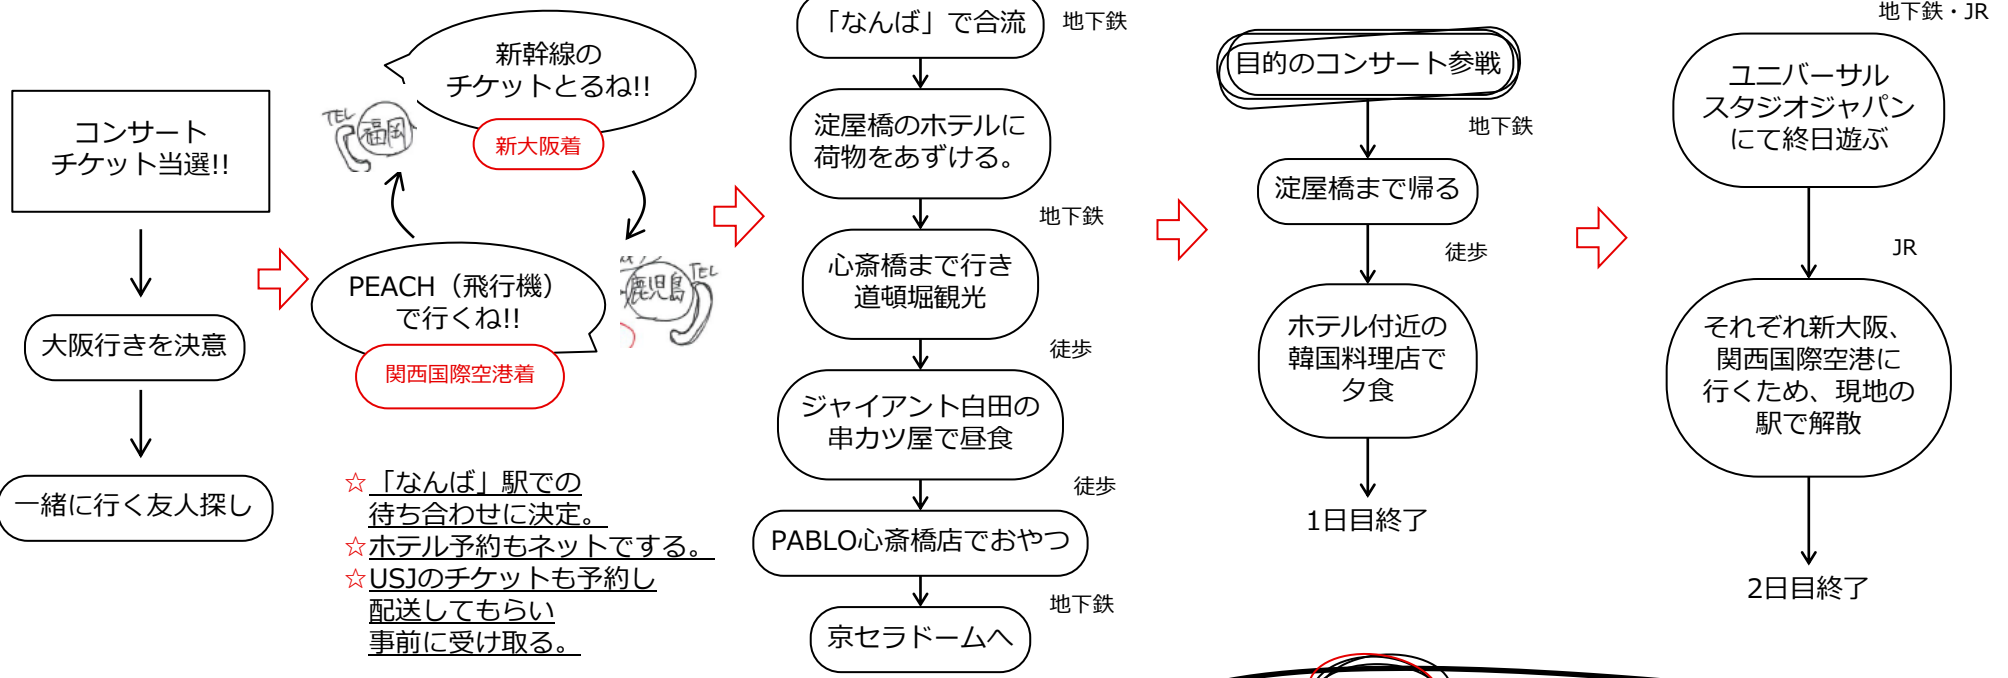 コンサート
チケット当選!!
大阪行きを決意
一緒に行く友人探し
新幹線の
チケットとるね!!
新大阪着
TEL
福岡
PEACH（飛行機）
で行くね!!
関西国際空港着
鹿児島
TEL
☆「なんば」駅での
待ち合わせに決定。
☆ホテル予約もネットでする。
☆USJのチケットも予約し
配送してもらい
事前に受け取る。
「なんば」で合流
地下鉄
淀屋橋のホテルに
荷物をあずける。
地下鉄
心斎橋まで行き
道頓堀観光
徒歩
ジャイアント白田の
串カツ屋で昼食
徒歩
PABLO心斎橋店でおやつ
地下鉄
京セラドームへ
目的のコンサート参戦
地下鉄
淀屋橋まで帰る
徒歩
ホテル付近の
韓国料理店で
夕食
1日目終了
地下鉄・JR
ユニバーサル
スタジオジャパン
にて終日遊ぶ
JR
それぞれ新大阪、
関西国際空港に
行くため、現地の
駅で解散
2日目終了